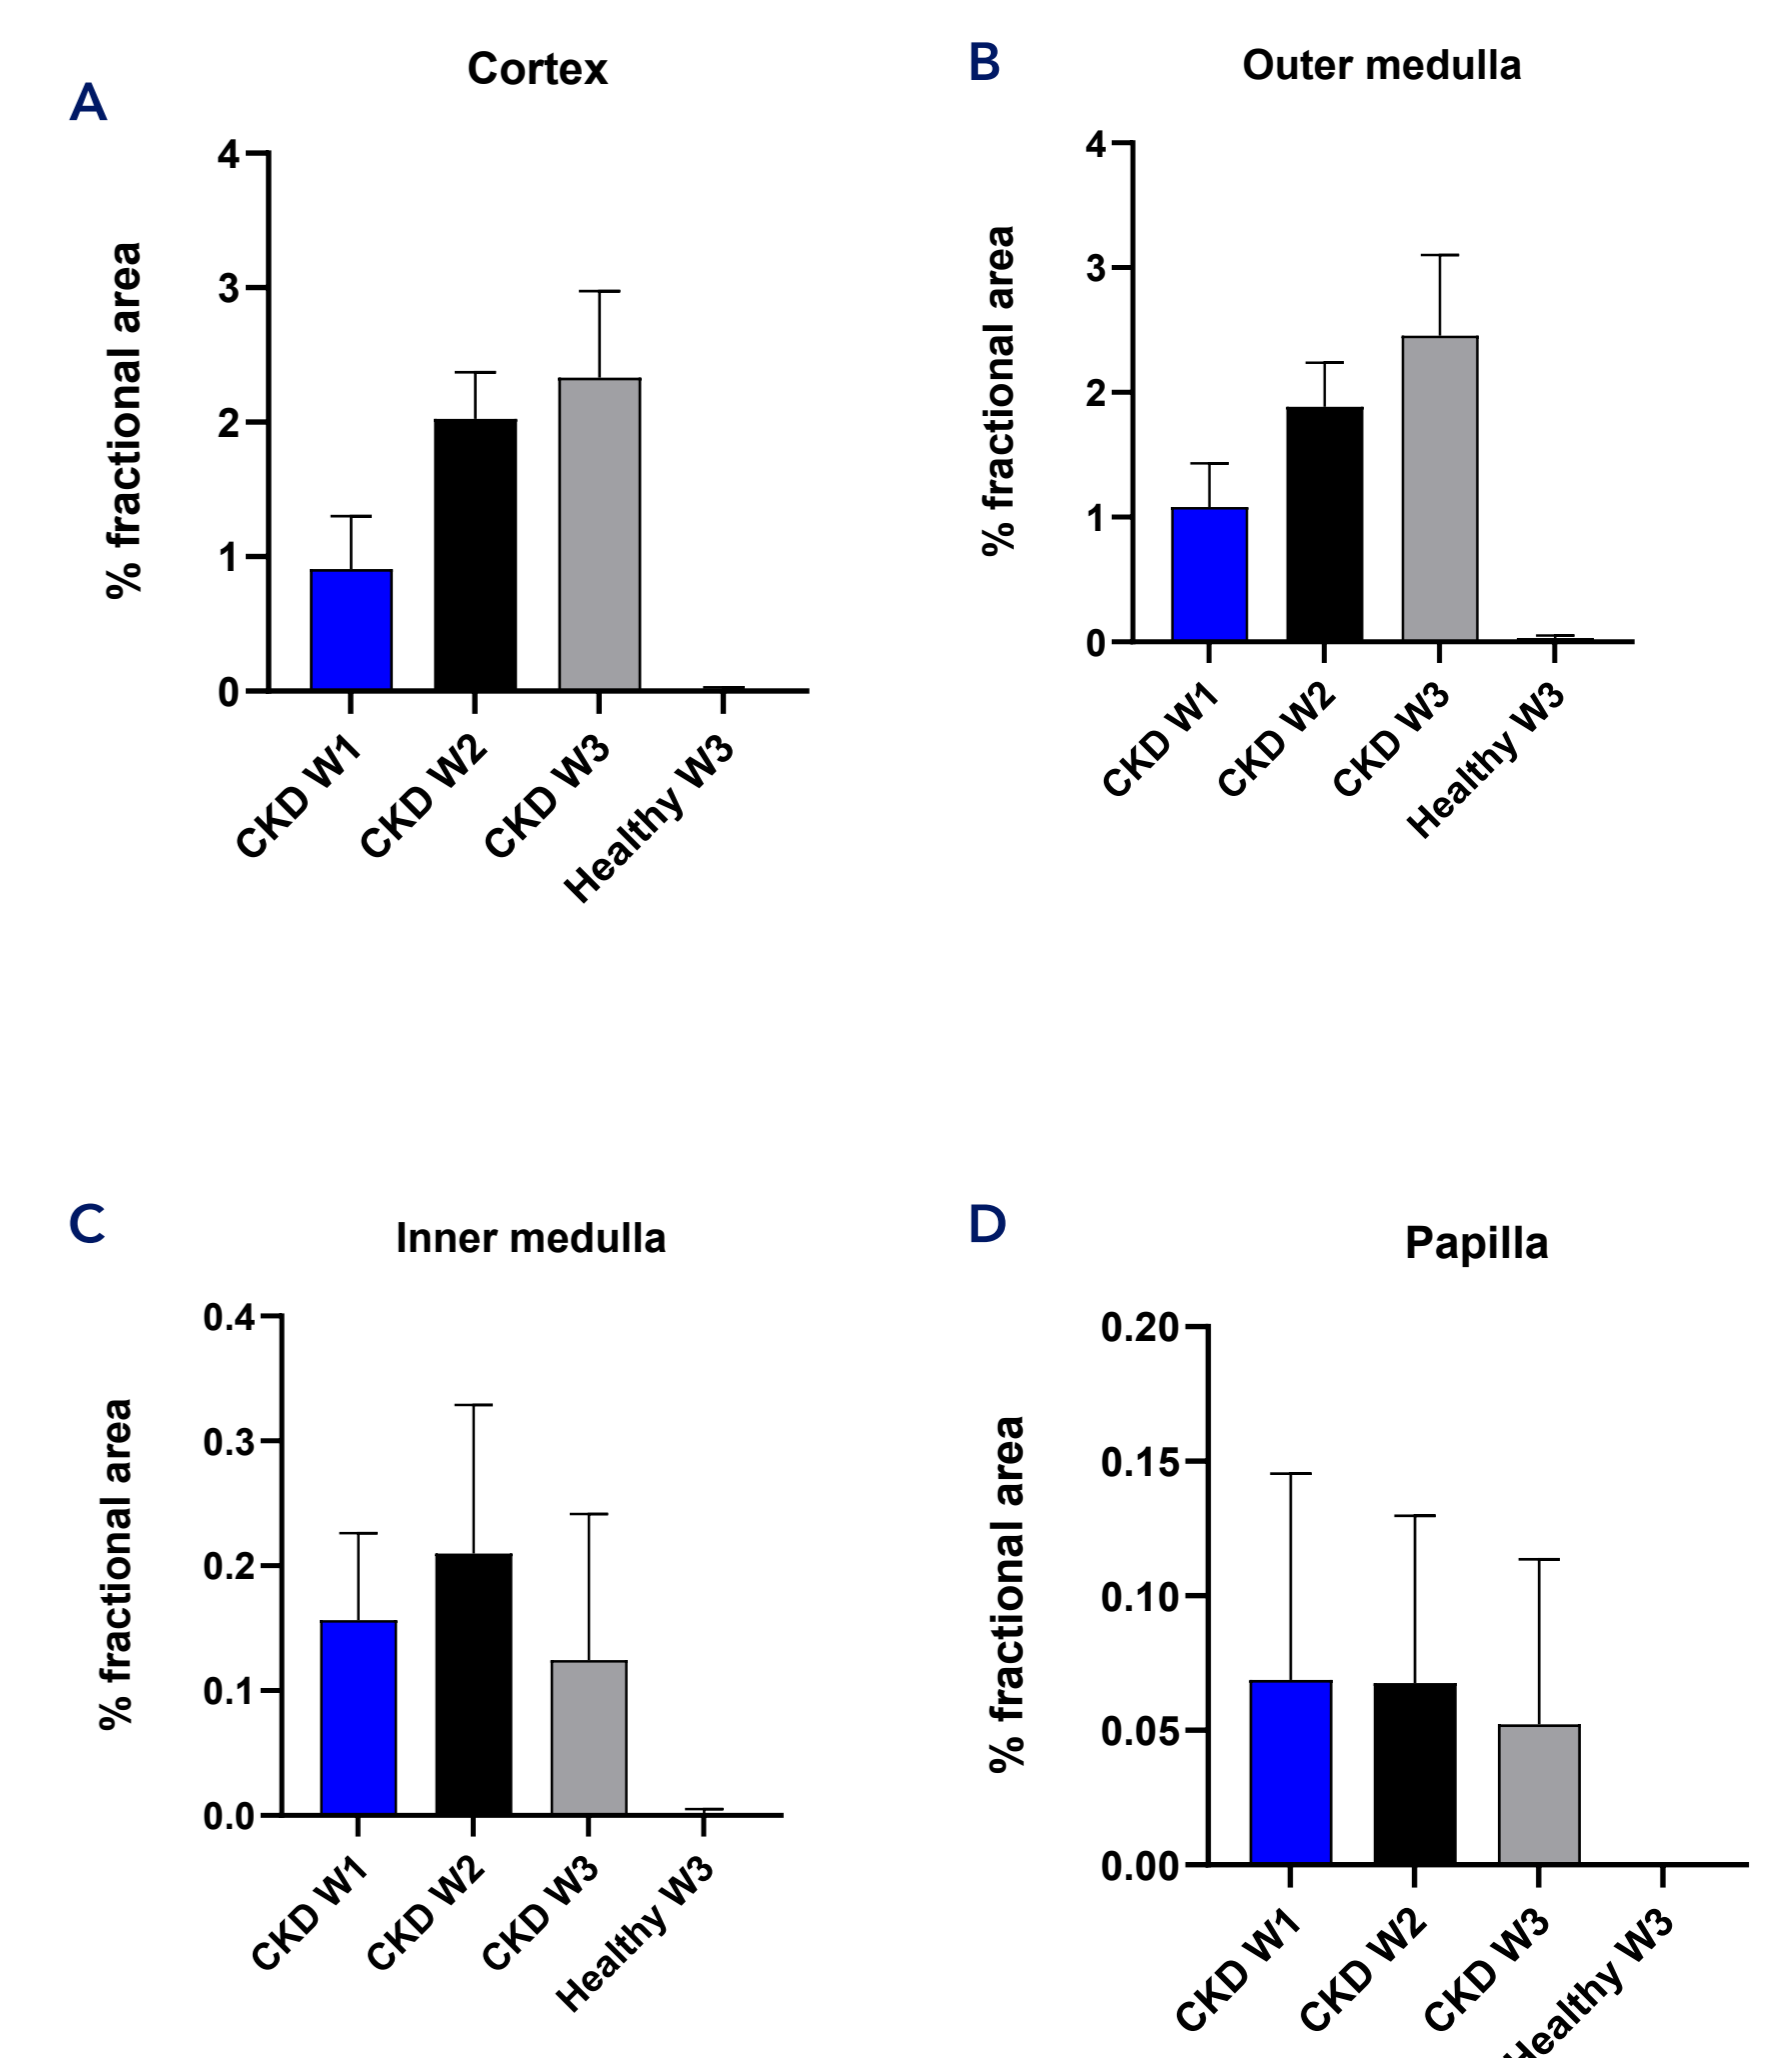 A
Cortex
% fractional area
4
3
2
1
0
CKD W1
CKD W2
CKD W3
Healthy W3
B
Outer medulla
% fractional area
4
3
2
1
0
CKD W1
CKD W2
CKD W3
Healthy W3
C
Inner medulla
% fractional area
0.4
0.3
0.2
0.1
0.0
CKD W1
CKD W2
CKD W3
Healthy W3
D
Papilla
% fractional area
0.20
0.15
0.10
0.05
0.00
CKD W1
CKD W2
CKD W3
Healthy W3